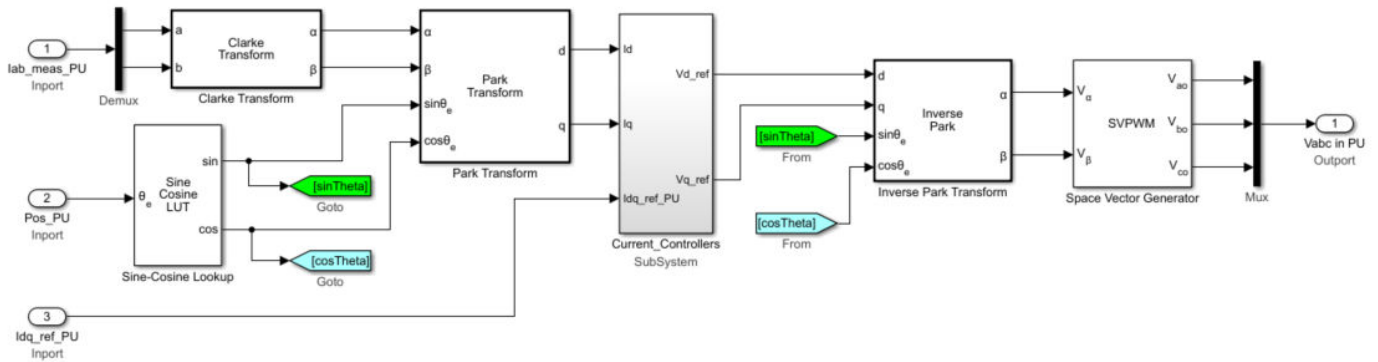 1
Iab_meas_PU
Inport
Demux
a
b
Clarke
Transform
α
β
Clarke Transform
2
Pos_PU
Inport
θe
Sine
Cosine
LUT
sin
cos
Sine-Cosine Lookup
[sinTheta]
Goto
[cosTheta]
Goto
3
Idq_ref_PU
Inport
α
β
sinθe
cosθe
Park
Transform
d
q
Park Transform
Id
Iq
Idq_ref_PU
Vd_ref
Vq_ref
Current_Controllers
SubSystem
[sinTheta]
From
[cosTheta]
From
d
q
sinθe
cosθe
Inverse
Park
α
β
Inverse Park Transform
Vα
Vβ
SVPWM
Vao
Vbo
Vco
Space Vector Generator
Mux
1
Vabc in PU
Outport